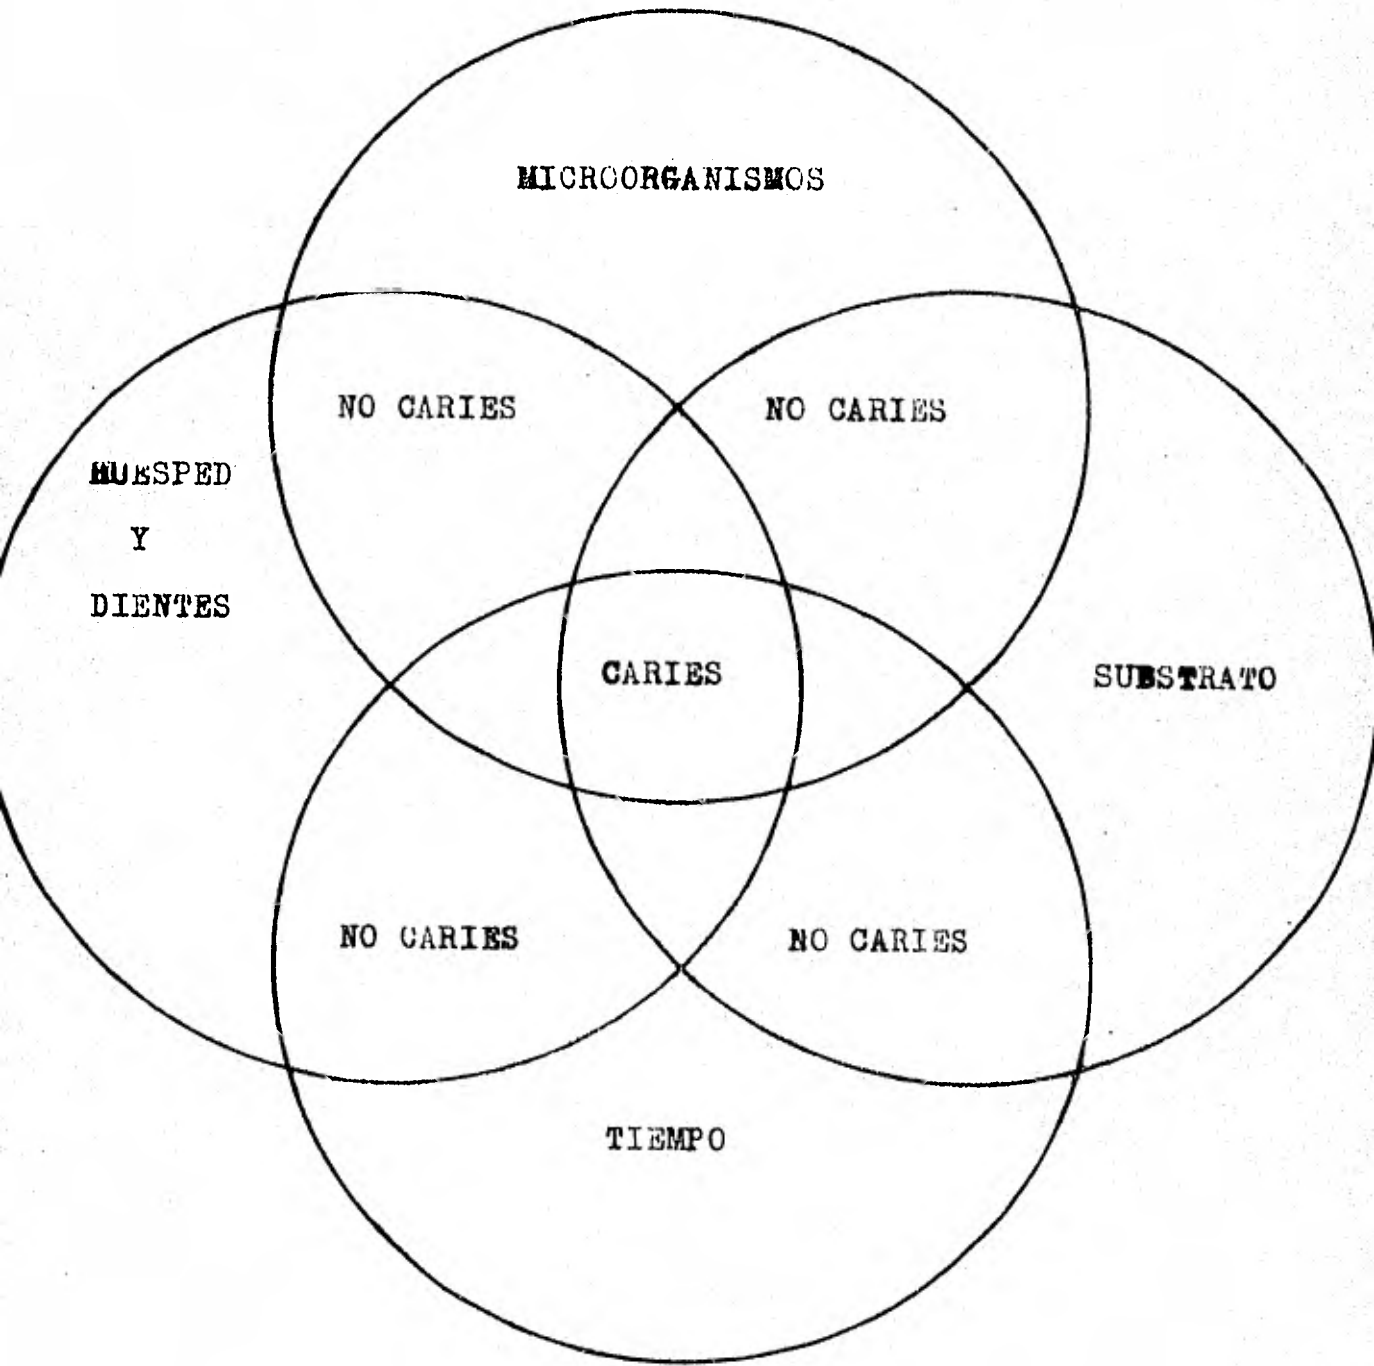 MICROORGANISMOS
NO CARIES
NO CARIES
HUESPED
Y
DIENTES
CARIES
SUBSTRATO
NO CARIES
NO CARIES
TIEMPO